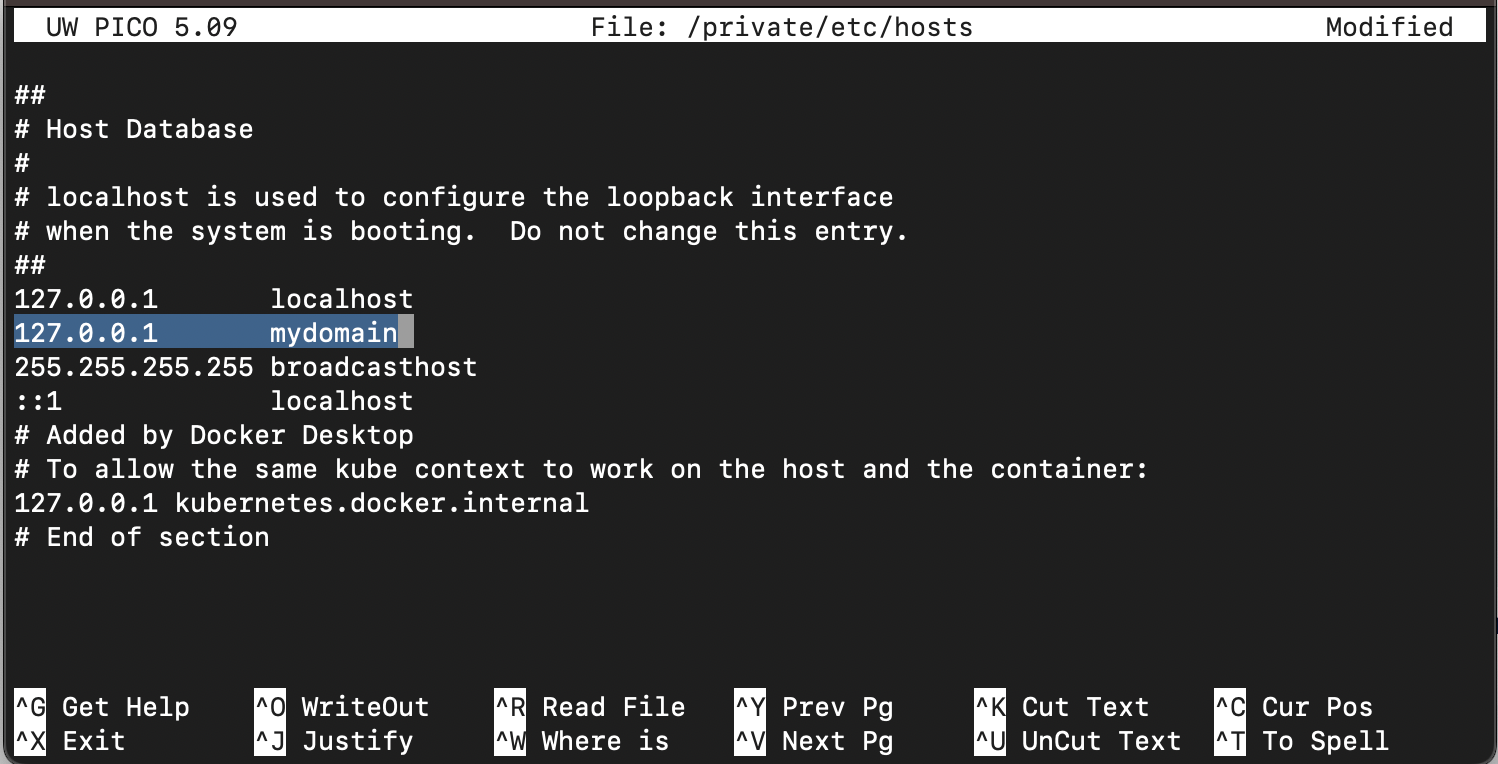 UW PICO 5.09 File: /private/etc/hosts Modified
##
# Host Database
#
# localhost is used to configure the loopback interface
# when the system is booting.  Do not change this entry.
##
127.0.0.1       localhost
127.0.0.1       mydomain
255.255.255.255 broadcasthost
::1             localhost
# Added by Docker Desktop
# To allow the same kube context to work on the host and the container:
127.0.0.1 kubernetes.docker.internal
# End of section
^G Get Help ^O WriteOut ^R Read File ^Y Prev Pg ^K Cut Text ^C Cur Pos
^X Exit ^J Justify ^W Where is ^V Next Pg ^U UnCut Text ^T To Spell